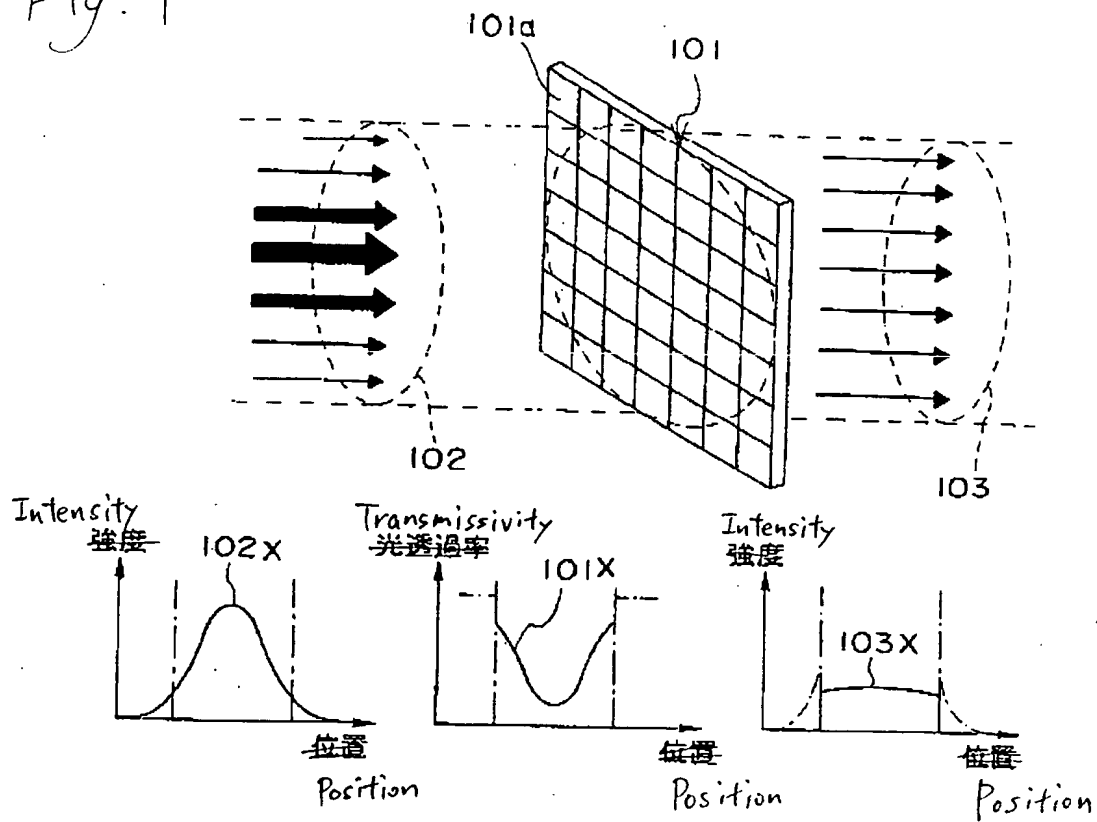 Fig. 1
101a
101
102
103
Intensity
強度
102X
位置
Position
Transmissivity
光透過率
101X
位置
Position
Intensity
強度
103X
位置
Position